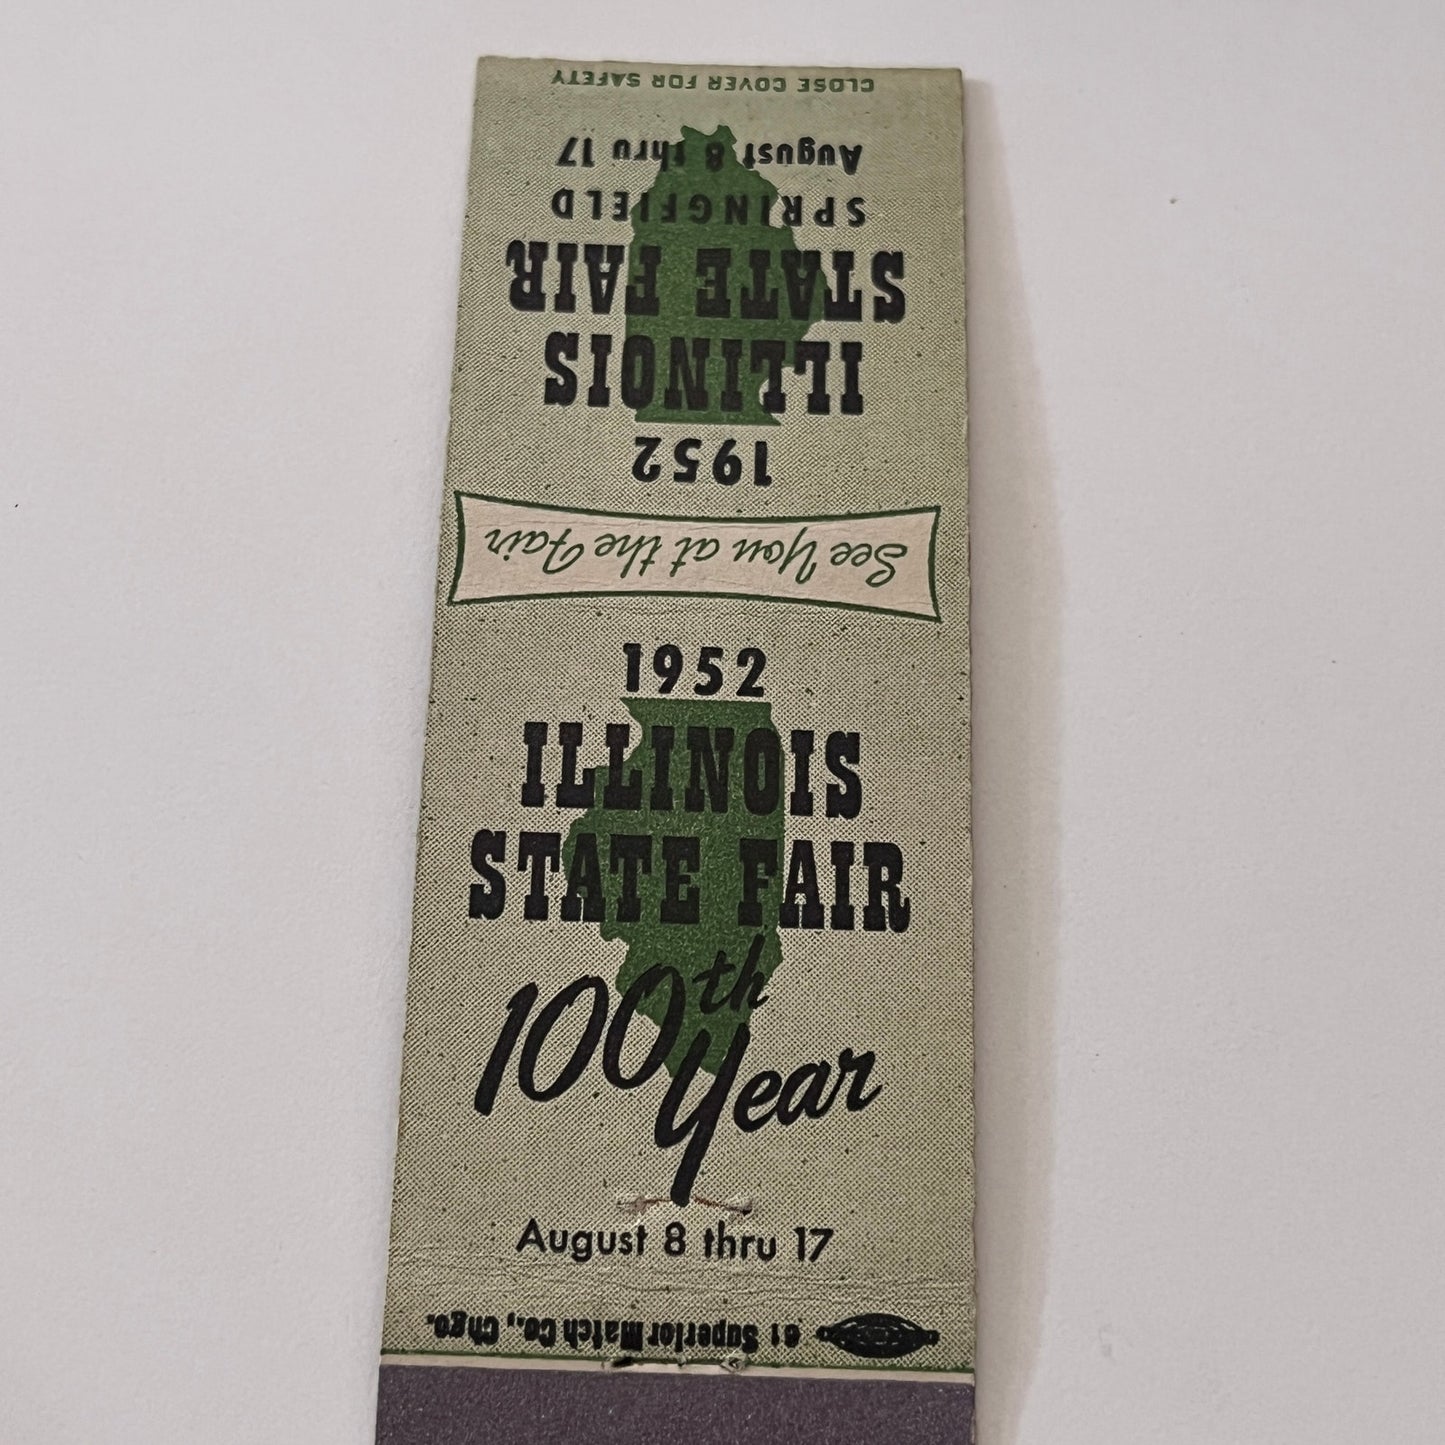 CLOSE COVER FOR SAFETY
August 8 thru 17
SPRINGFIELD
STATE FAIR
ILLINOIS
1952
See You at the Fair
1952
ILLINOIS
STATE FAIR
100th
Year
August 8 thru 17
61 Superior Match Co., Chgo.